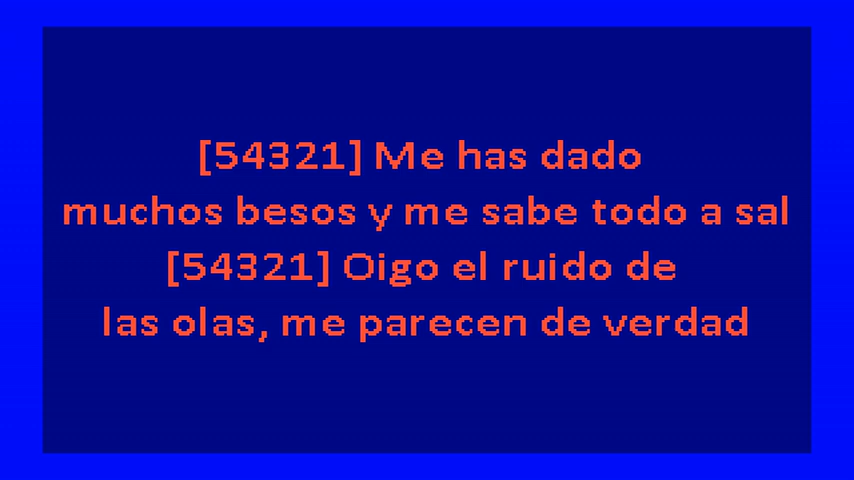 [54321] Me has dado
muchos besos y me sabe todo a sal
[54321] Oigo el ruido de
las olas, me parecen de verdad